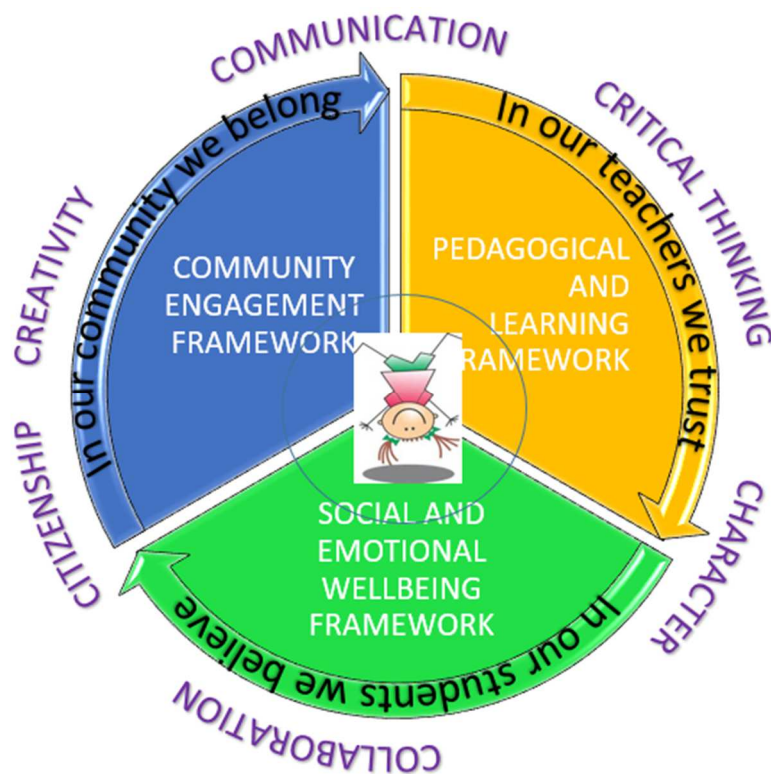 COMMUNICATION
CRITICAL THINKING
CHARACTER
COLLABORATION
CITIZENSHIP
CREATIVITY
In our community we belong
COMMUNITY
ENGAGEMENT
FRAMEWORK
In our teachers we trust
PEDAGOGICAL
AND
LEARNING
RAMEWORK
In our students we believe
SOCIAL AND
EMOTIONAL
WELLBEING
FRAMEWORK